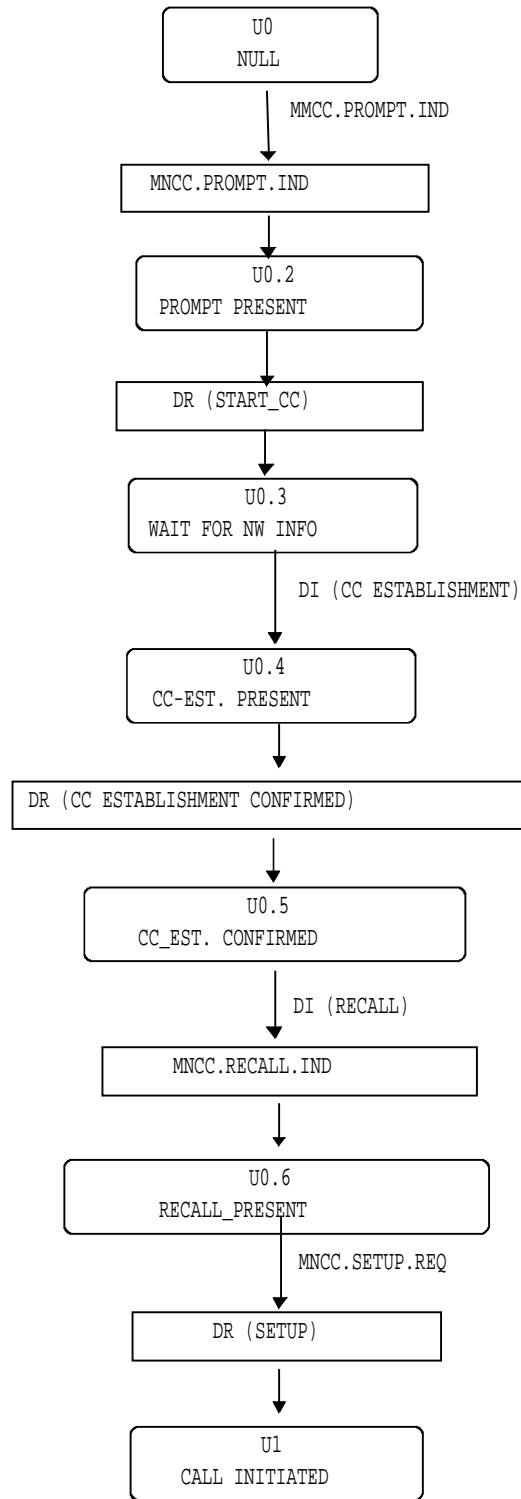 U0
NULL
MMCC.PROMPT.IND
MNCC.PROMPT.IND
U0.2
PROMPT PRESENT
DR (START_CC)
U0.3
WAIT FOR NW INFO
DI (CC ESTABLISHMENT)
U0.4
CC-EST. PRESENT
DR (CC ESTABLISHMENT CONFIRMED)
U0.5
CC_EST. CONFIRMED
DI (RECALL)
MNCC.RECALL.IND
U0.6
RECALL_PRESENT
MNCC.SETUP.REQ
DR (SETUP)
U1
CALL INITIATED